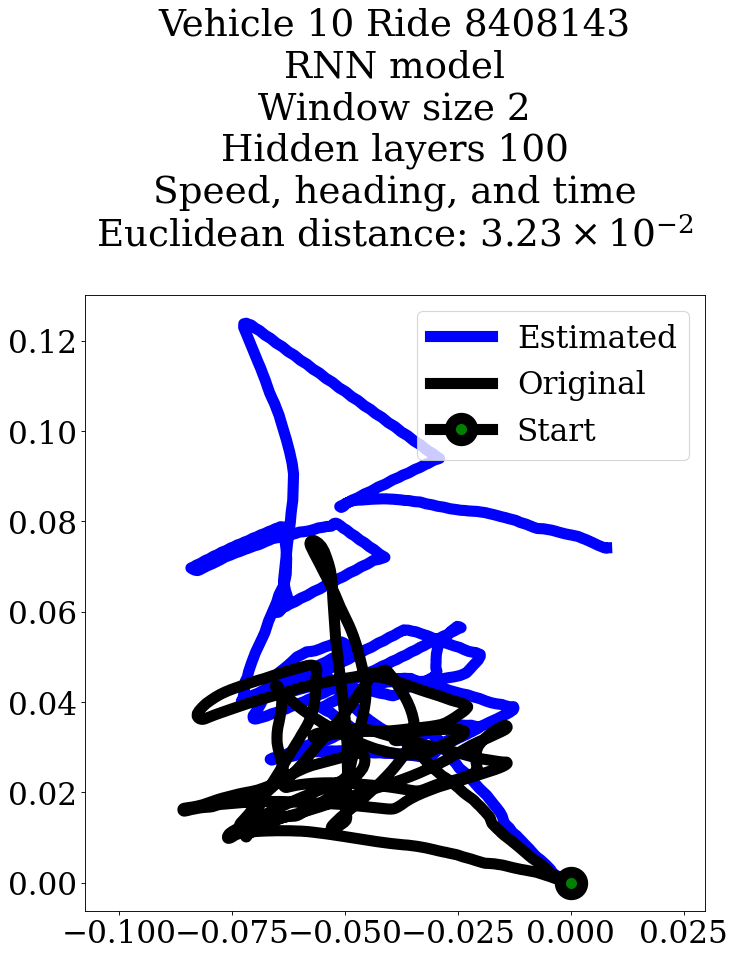 Vehicle 10 Ride 8408143
RNN model
Window size 2
Hidden layers 100
Speed, heading, and time
Euclidean distance: 3.23 × 10⁻²
Estimated
Original
Start
0.12
0.10
0.08
0.06
0.04
0.02
0.00
−0.100 −0.075 −0.050 −0.025 0.000 0.025